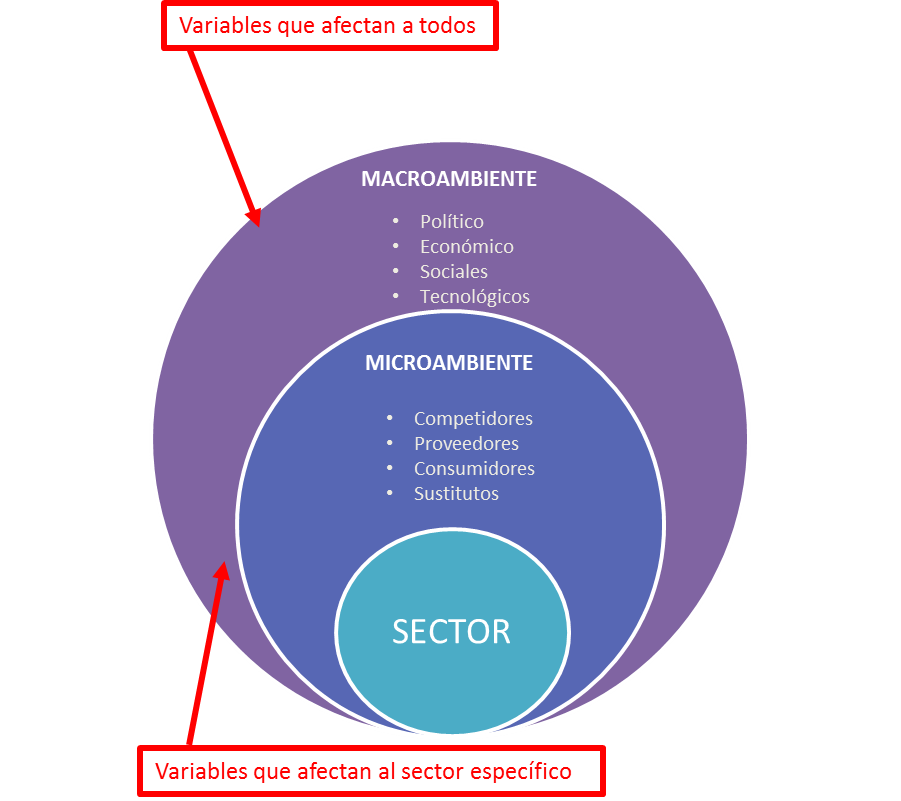 Variables que afectan a todos
MACROAMBIENTE
• Político
• Económico
• Sociales
• Tecnológicos
MICROAMBIENTE
• Competidores
• Proveedores
• Consumidores
• Sustitutos
SECTOR
Variables que afectan al sector específico